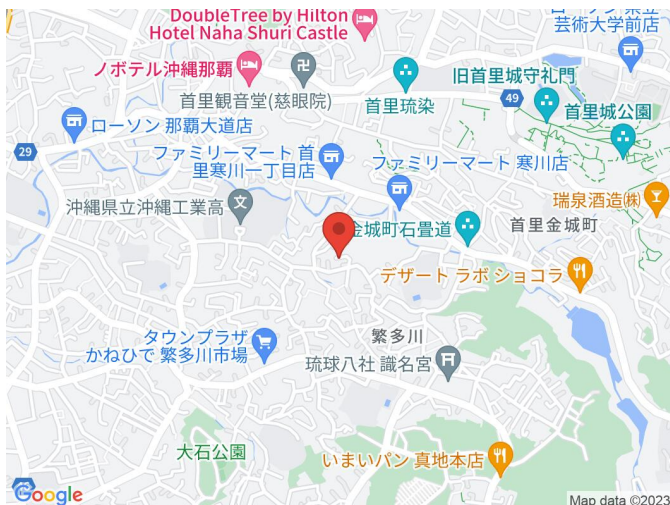 DoubleTree by Hilton
Hotel Naha Shuri Castle
芸術大学前店
ノボテル沖縄那覇
首里観音堂(慈眼院)
首里琉染
旧首里城守礼門
49
首里城公園
ローソン 那覇大道店
29
ファミリーマート 首
里寒川一丁目店
ファミリーマート 寒川店
瑞泉酒造㈱
沖縄県立沖縄工業高
金城町石畳道
首里金城町
デザート ラボ ショコラ
タウンプラザ
かねひで 繁多川市場
繁多川
琉球八社 識名宮
大石公園
いまいパン 真地本店
Google
Map data ©2023